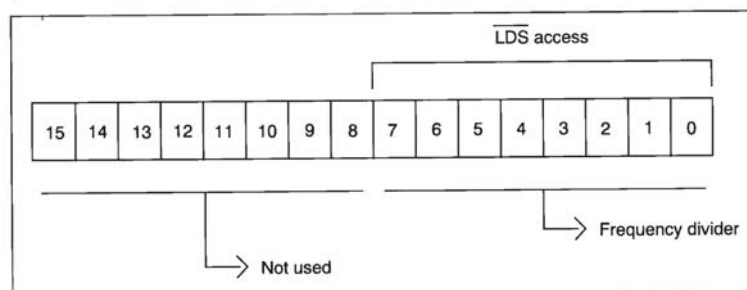 LDS access
15 14 13 12 11 10 9 8 7 6 5 4 3 2 1 0
Frequency divider
Not used